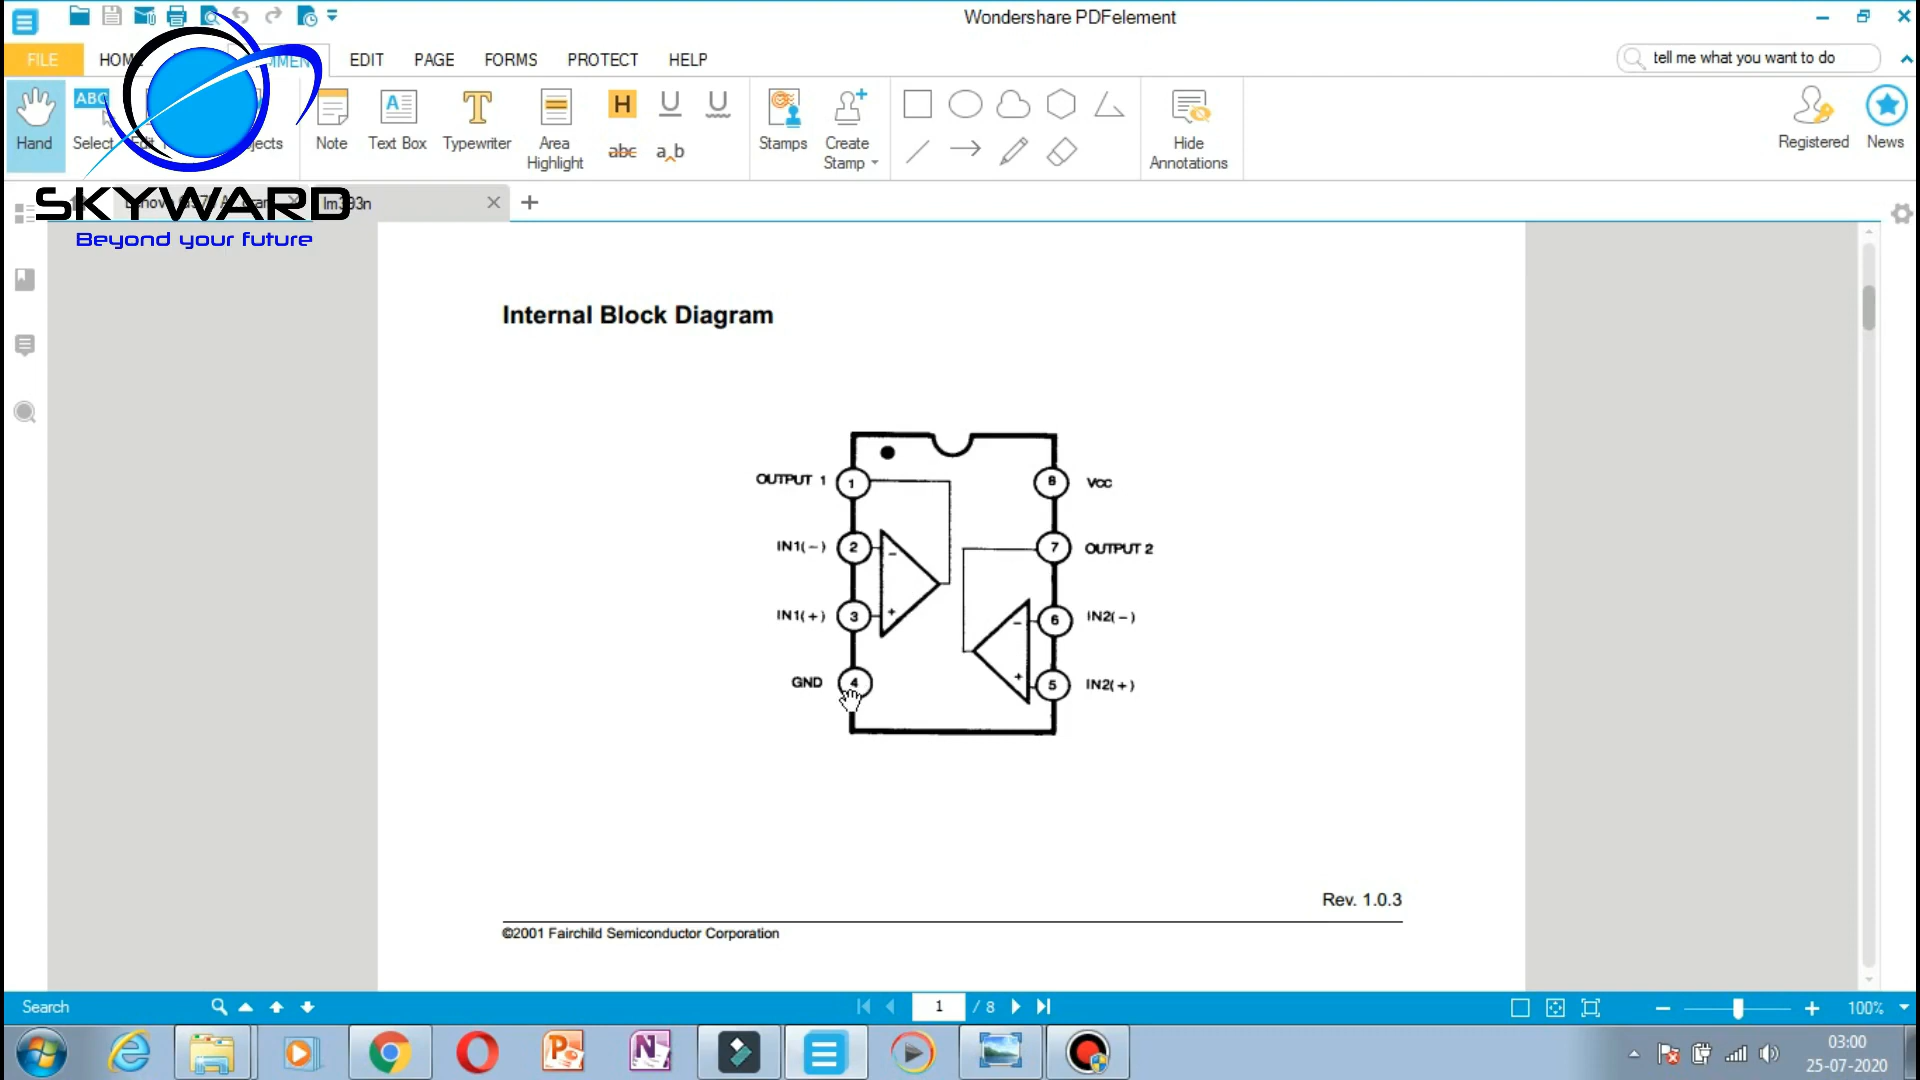 Wondershare PDFelement
FILE
HOME
EDIT
PAGE
FORMS
PROTECT
HELP
tell me what you want to do
Hand
Select
Note
Text Box
Typewriter
Area
Highlight
ABC
A
T
H
U
U
abc
a b
Stamps
Create
Stamp
Hide
Annotations
Registered
News
SKYWARD
Beyond your future
lm393n
Internal Block Diagram
OUTPUT 1
1
8
Vcc
IN1(−)
2
−
7
OUTPUT 2
IN1(+)
3
+
−
6
IN2(−)
GND
4
+
5
IN2(+)
Rev. 1.0.3
©2001 Fairchild Semiconductor Corporation
Search
1
/ 8
100%
03:00
25-07-2020